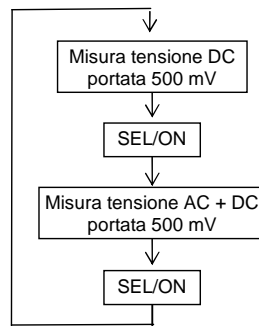 Misura tensione DC
portata 500 mV
SEL/ON
Misura tensione AC + DC
portata 500 mV
SEL/ON